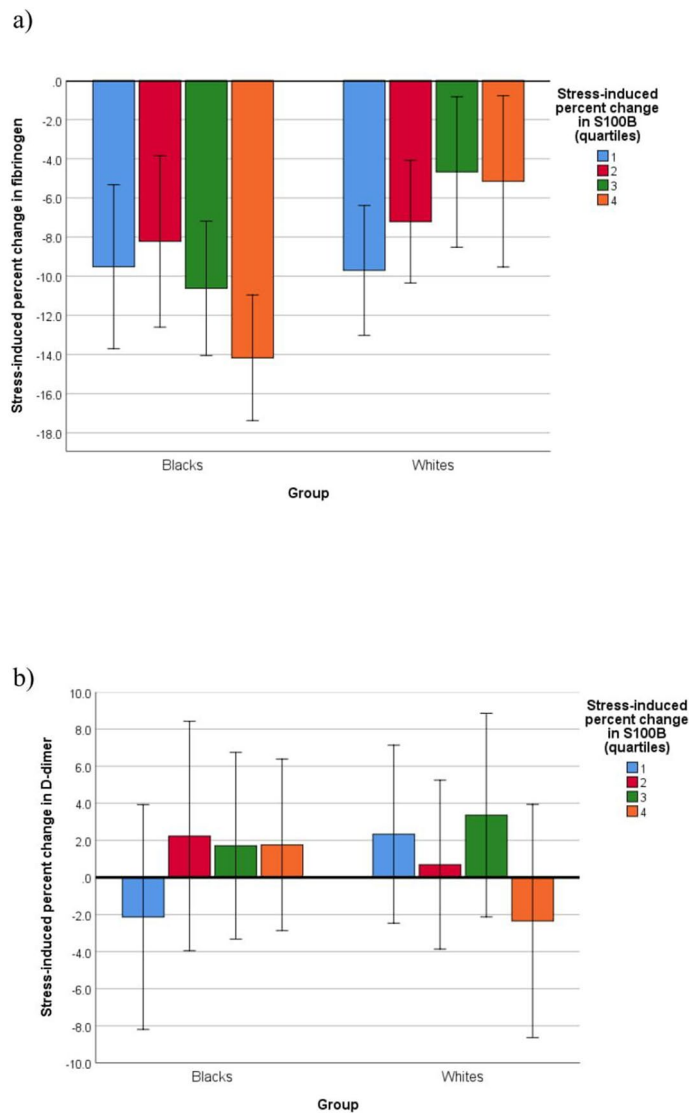 a)
.0
-2.0
-4.0
-6.0
-8.0
-10.0
-12.0
-14.0
-16.0
-18.0
Stress-induced percent change in fibrinogen
Blacks Whites
Group
Stress-induced
percent change
in S100B
(quartiles)
1
2
3
4
b)
10.0
8.0
6.0
4.0
2.0
.0
-2.0
-4.0
-6.0
-8.0
-10.0
Stress-induced percent change in D-dimer
Blacks Whites
Group
Stress-induced
percent change
in S100B
(quartiles)
1
2
3
4